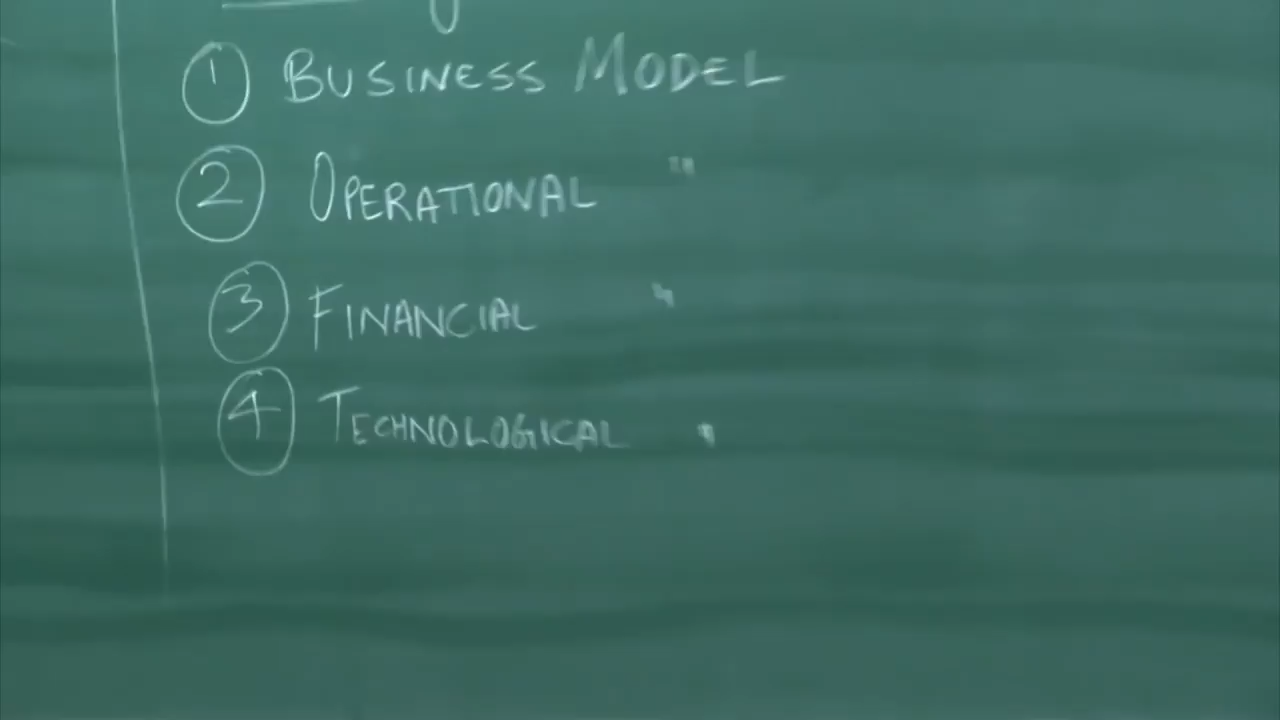 ① BUSINESS MODEL
② OPERATIONAL "
③ FINANCIAL "
④ TECHNOLOGICAL "